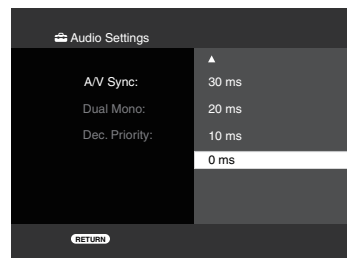 Audio Settings
A/V Sync:
Dual Mono:
Dec. Priority:
▲
30 ms
20 ms
10 ms
0 ms
RETURN